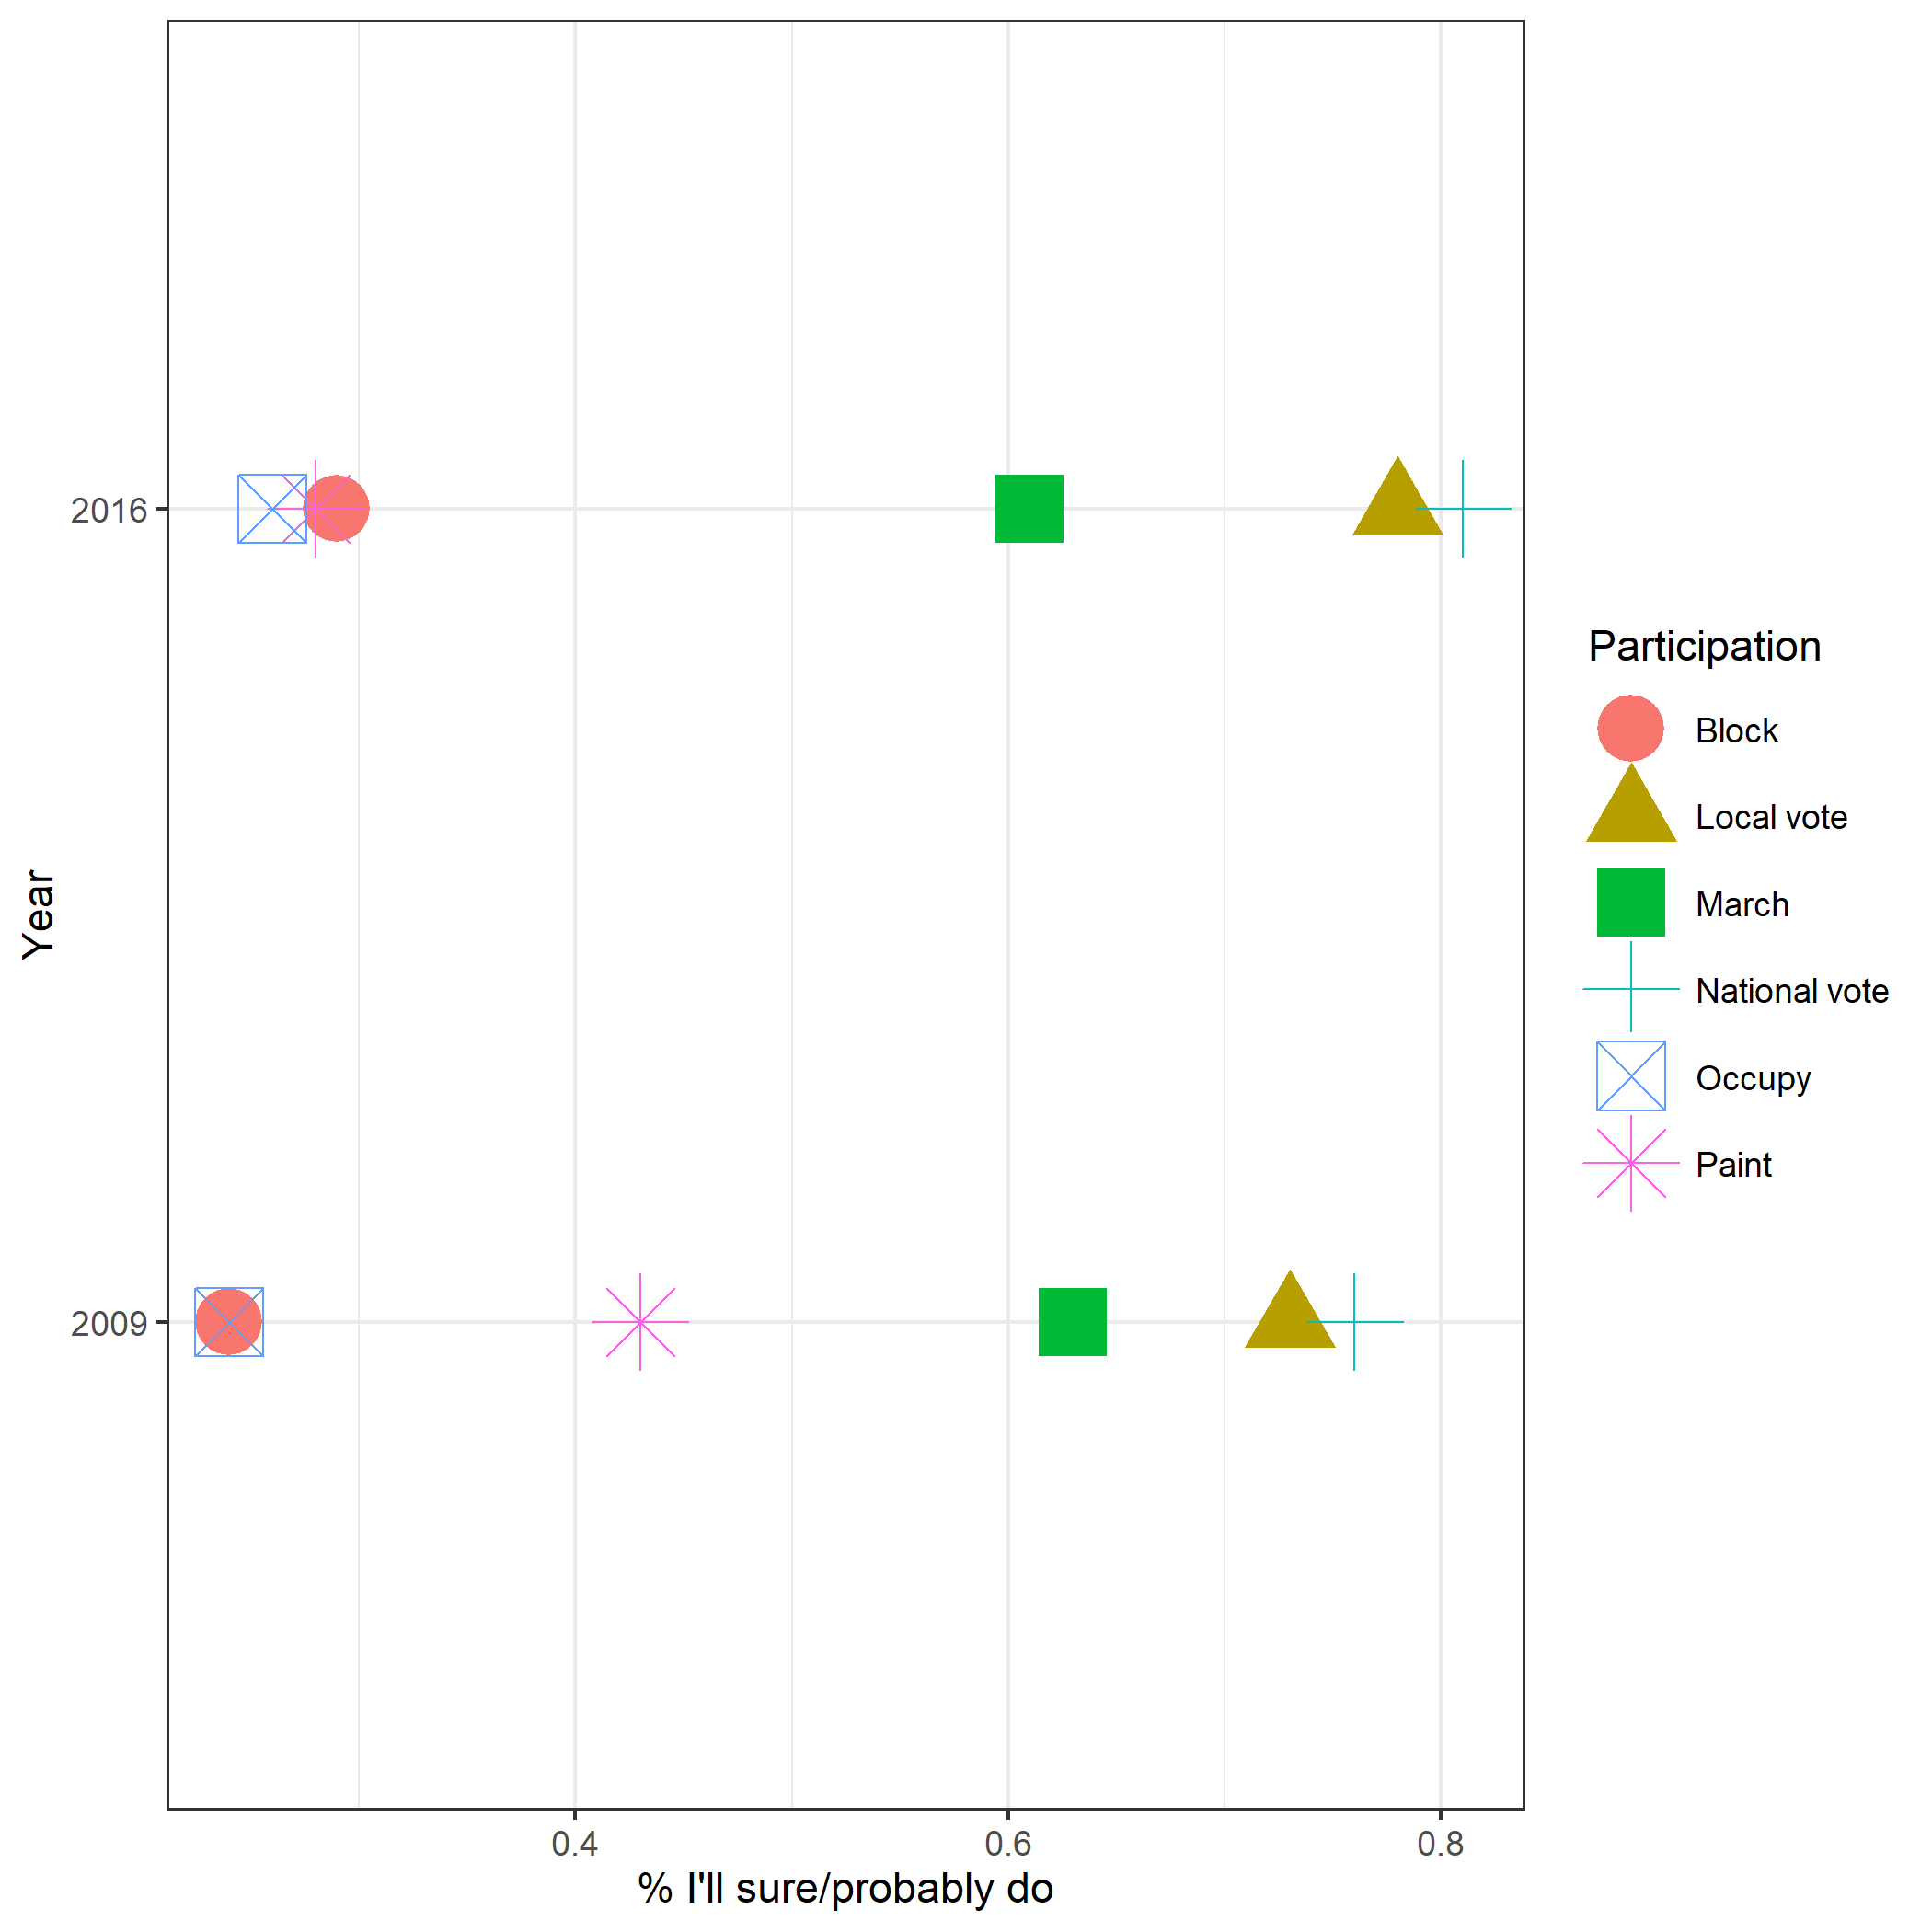 Year
2016
2009
0.4
0.6
0.8
% I'll sure/probably do
Participation
Block
Local vote
March
National vote
Occupy
Paint